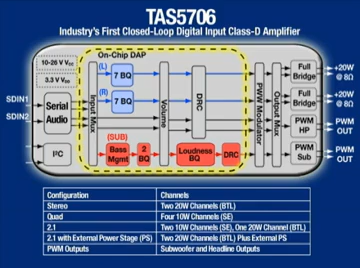 TAS5706
Industry's First Closed-Loop Digital Input Class-D Amplifier
On-Chip DAP
10-26 V Vcc
3.3 V Vcc
SDIN1
SDIN2
Serial Audio
I²C
Input Mux
(L)
7 BQ
(R)
7 BQ
(SUB)
Bass Mgmt
2 BQ
Volume
DRC
Loudness BQ
DRC
PWM Modulator
Output Mux
Full Bridge
+20W @ 8Ω
Full Bridge
+20W @ 8Ω
PWM HP
PWM OUT
PWM Sub
PWM OUT
Configuration Channels
Stereo Two 20W Channels (BTL)
Quad Four 10W Channels (SE)
2.1 Two 10W Channels (SE), One 20W Channel (BTL)
2.1 with External Power Stage (PS) Two 20W Channels (BTL) Plus External PS
PWM Outputs Subwoofer and Headline Outputs